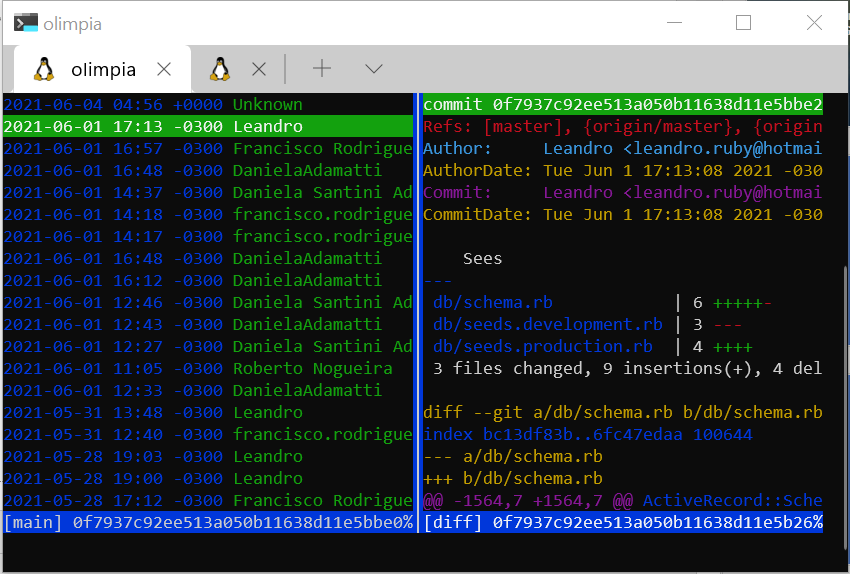 olimpia
olimpia
2021-06-04 04:56 +0000 Unknown
2021-06-01 17:13 -0300 Leandro
2021-06-01 16:57 -0300 Francisco Rodrigue
2021-06-01 16:48 -0300 DanielaAdamatti
2021-06-01 14:37 -0300 Daniela Santini Ad
2021-06-01 14:18 -0300 francisco.rodrigue
2021-06-01 14:17 -0300 francisco.rodrigue
2021-06-01 16:48 -0300 DanielaAdamatti
2021-06-01 16:12 -0300 DanielaAdamatti
2021-06-01 12:46 -0300 Daniela Santini Ad
2021-06-01 12:43 -0300 DanielaAdamatti
2021-06-01 12:27 -0300 Daniela Santini Ad
2021-06-01 11:05 -0300 Roberto Nogueira
2021-06-01 12:33 -0300 DanielaAdamatti
2021-05-31 13:48 -0300 Leandro
2021-05-31 12:40 -0300 francisco.rodrigue
2021-05-28 19:03 -0300 Leandro
2021-05-28 19:00 -0300 Leandro
2021-05-28 17:12 -0300 Francisco Rodrigue
[main] 0f7937c92ee513a050b11638d11e5bbe0%
commit 0f7937c92ee513a050b11638d11e5bbe2
Refs: [master], {origin/master}, {origin
Author:     Leandro <leandro.ruby@hotmai
AuthorDate: Tue Jun 1 17:13:08 2021 -030
Commit:     Leandro <leandro.ruby@hotmai
CommitDate: Tue Jun 1 17:13:08 2021 -030
Sees
---
db/schema.rb            | 6 +++++-
db/seeds.development.rb | 3 ---
db/seeds.production.rb  | 4 ++++
3 files changed, 9 insertions(+), 4 del
diff --git a/db/schema.rb b/db/schema.rb
index bc13df83b..6fc47edaa 100644
--- a/db/schema.rb
+++ b/db/schema.rb
@@ -1564,7 +1564,7 @@ ActiveRecord::Sche
[diff] 0f7937c92ee513a050b11638d11e5b26%